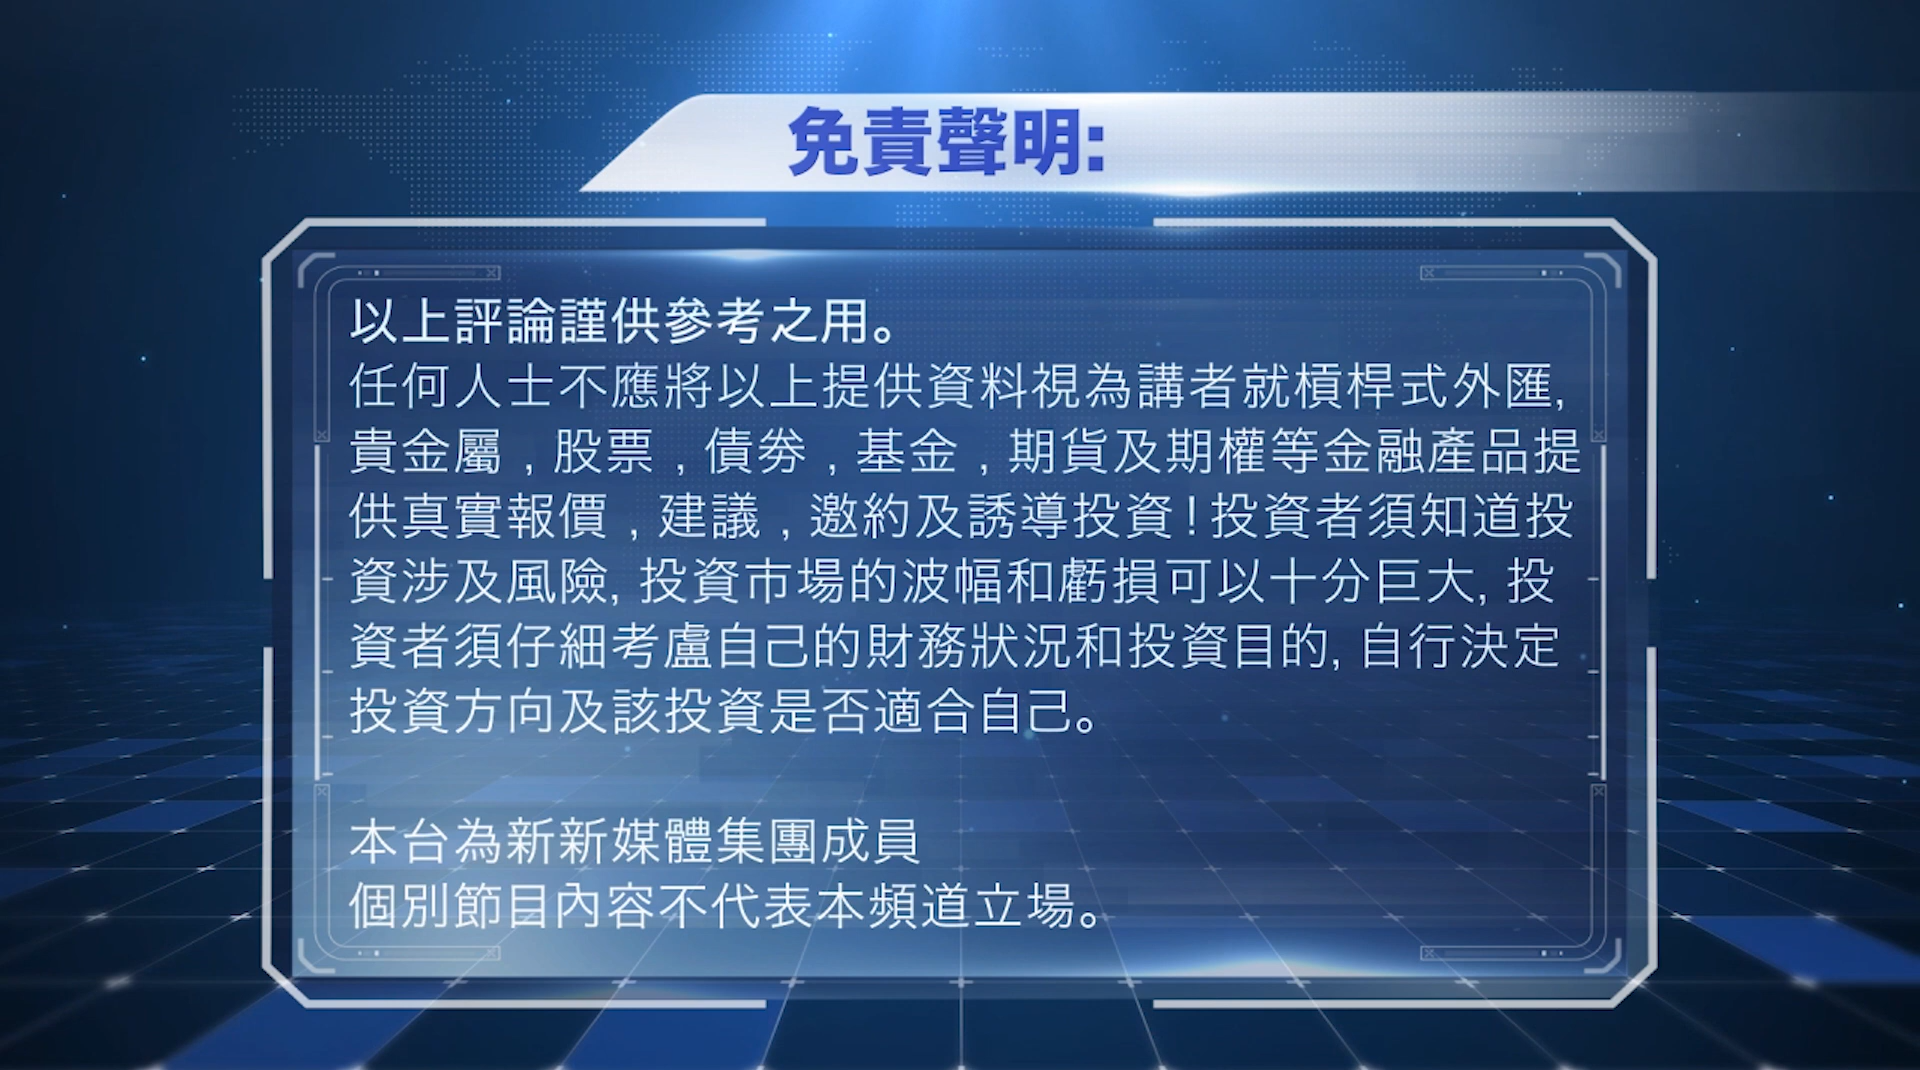 免責聲明:
以上評論謹供參考之用。
任何人士不應將以上提供資料視為講者就槓桿式外匯,
貴金屬,股票,債劵,基金,期貨及期權等金融產品提
供真實報價,建議,邀約及誘導投資!投資者須知道投
資涉及風險,投資市場的波幅和虧損可以十分巨大,投
資者須仔細考盧自己的財務狀況和投資目的,自行決定
投資方向及該投資是否適合自己。
本台為新新媒體集團成員
個別節目內容不代表本頻道立場。